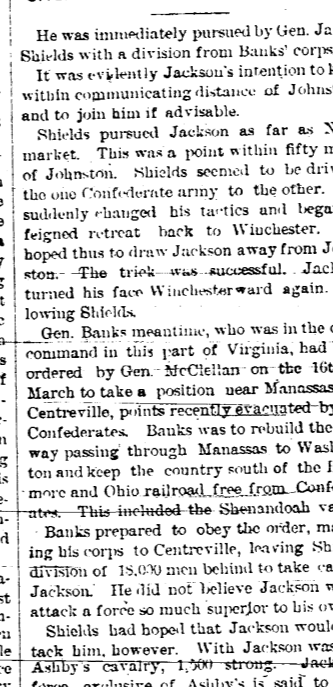 He was immediately pursued by Gen. Ja
Shields with a division from Banks' corps
It was evidently Jackson's intention to k
within communicating distance of Johns
and to join him if advisable.
Shields pursued Jackson as far as N
market. This was a point within fifty m
of Johnston. Shields seemed to be driv
the one Confederate army to the other.
suddenly changed his tactics and bega
feigned retreat back to Winchester.
hoped thus to draw Jackson away from J
ston. The trick was successful. Jac
turned his face Winchesterward again.
lowing Shields.
Gen. Banks meantime, who was in the c
command in this part of Virginia, had
ordered by Gen. McClellan on the 16t
March to take a position near Manassas
Centreville, points recently evacuated by
Confederates. Banks was to rebuild the
way passing through Manassas to Wash
ton and keep the country south of the
more and Ohio railroad free from Conf
ates. This included the Shenandoah va
Banks prepared to obey the order, m
ing his corps to Centreville, leaving Sh
division of 18,000 men behind to take ca
Jackson. He did not believe Jackson w
attack a force so much superior to his ow
Shields had hoped that Jackson would
tack him, however. With Jackson was
Ashby's cavalry, 1,500 strong. Jack
force, exclusive of Ashby's is said to